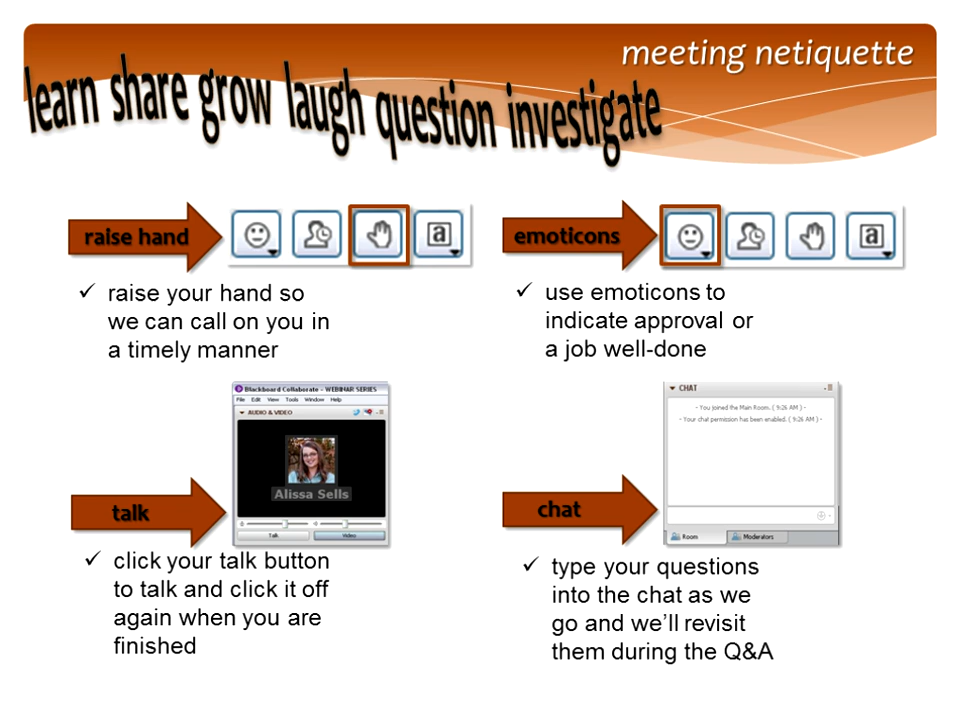 meeting netiquette
learn share grow laugh question investigate
raise hand
a
raise your hand so
we can call on you in
a timely manner
emoticons
a
use emoticons to
indicate approval or
a job well-done
talk
Blackboard Collaborate - WEBINAR SERIES
File Edit View Tools Window Help
AUDIO & VIDEO
Alissa Sells
Talk Video
click your talk button
to talk and click it off
again when you are
finished
chat
CHAT
- You joined the Main Room. ( 9:26 AM ) -
- Your chat permission has been enabled. ( 9:26 AM ) -
Room Moderators
type your questions
into the chat as we
go and we'll revisit
them during the Q&A